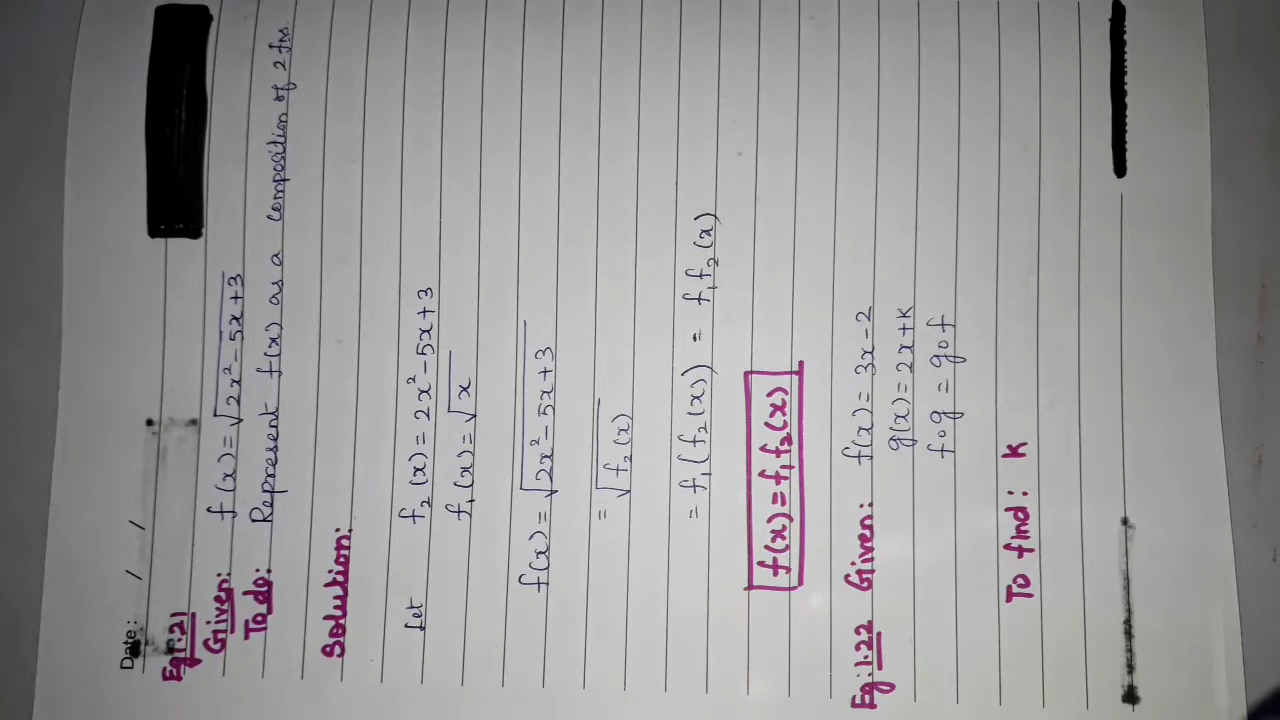 Date: / /
Eg 1.21
Given: f(x) = √2x² - 5x + 3
To do: Represent f(x) as a composition of 2 fns.
Solution:
Let f₂(x) = 2x² - 5x + 3
f₁(x) = √x
f(x) = √2x² - 5x + 3
= √f₂(x)
= f₁(f₂(x)) = f₁f₂(x)
f(x) = f₁f₂(x)
Eg: 1.22 Given: f(x) = 3x - 2
g(x) = 2x + K
fog = gof
To find: K